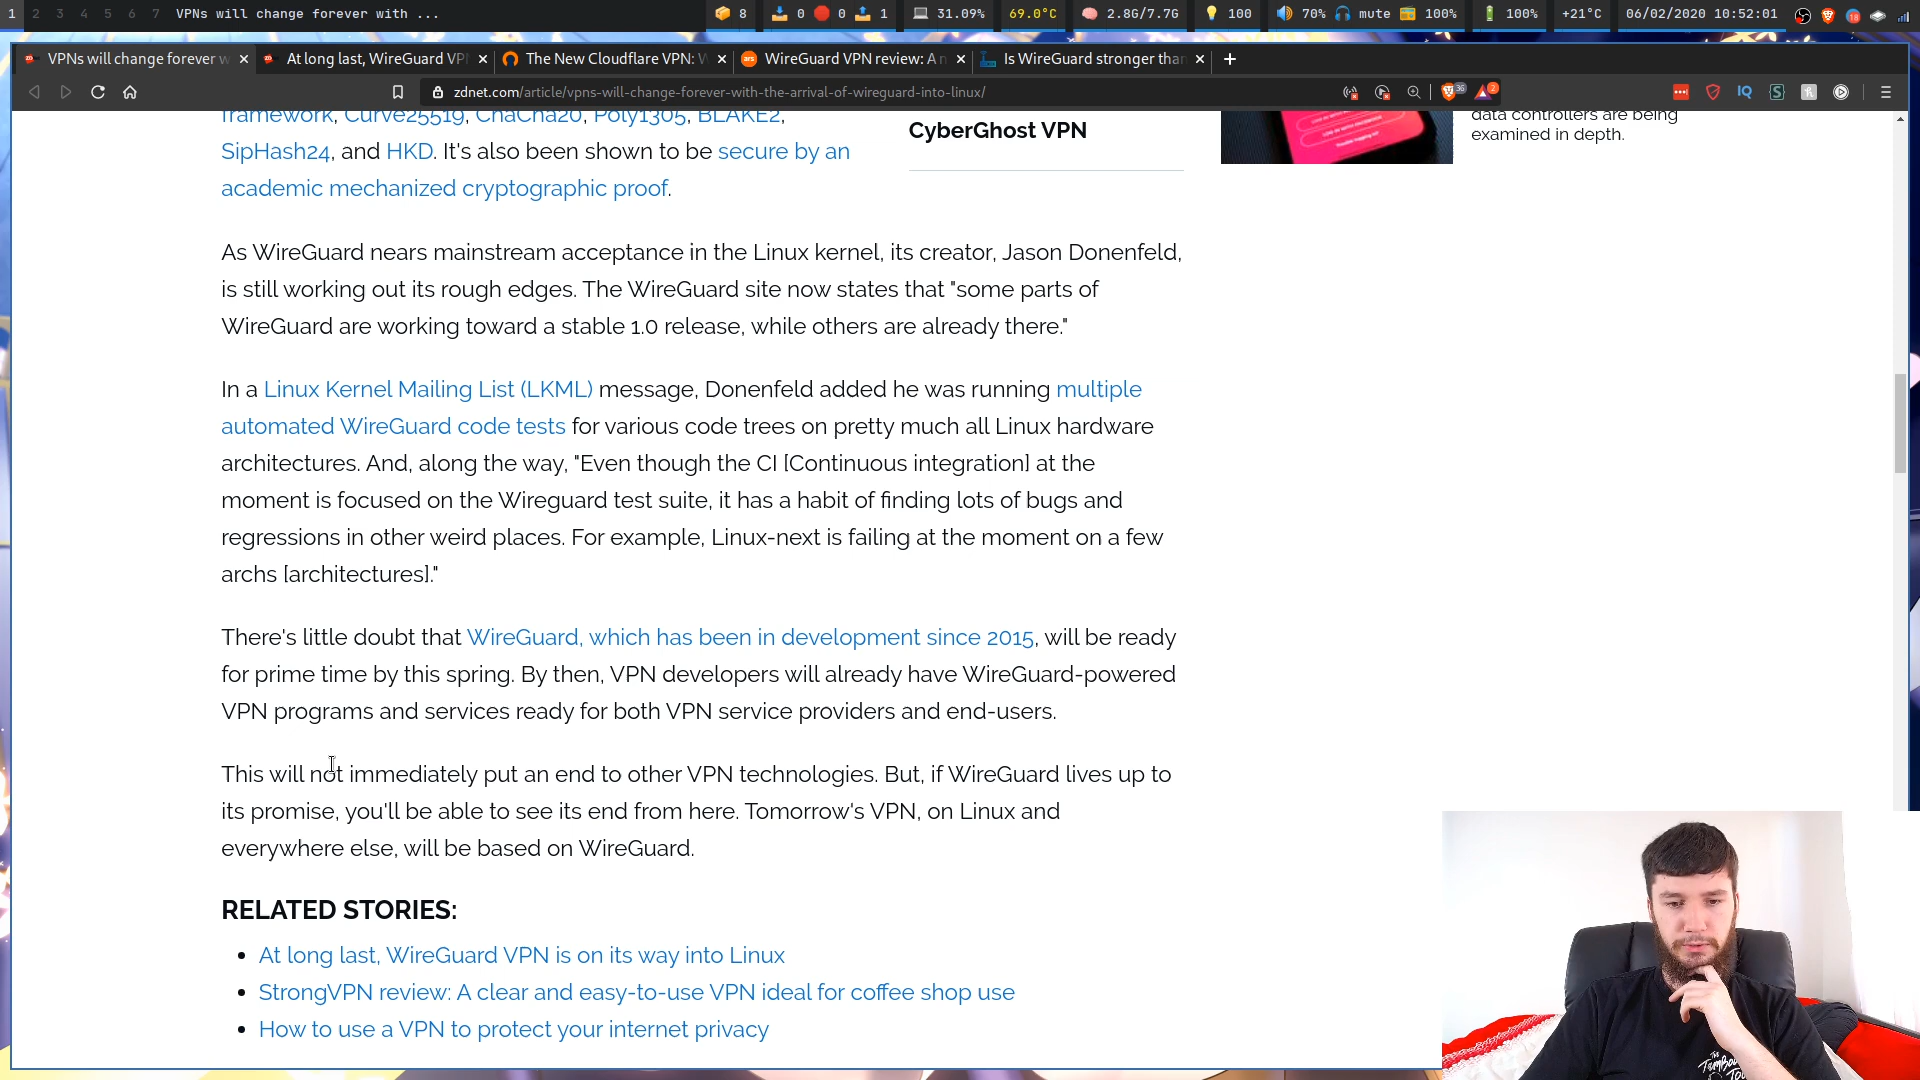 1 2 3 4 5 6 7 VPNs will change forever with ... 8 0 0 1 31.09% 69.0°C 2.8G/7.7G 100 70% mute 100% 100% +21°C 06/02/2020 10:52:01
VPNs will change forever w At long last, WireGuard VP The New Cloudflare VPN: W WireGuard VPN review: A n Is WireGuard stronger than
zdnet.com/article/vpns-will-change-forever-with-the-arrival-of-wireguard-into-linux/
framework, Curve25519, ChaCha20, Poly1305, BLAKE2,
SipHash24, and HKD. It's also been shown to be secure by an
academic mechanized cryptographic proof.
CyberGhost VPN
data controllers are being
examined in depth.
As WireGuard nears mainstream acceptance in the Linux kernel, its creator, Jason Donenfeld,
is still working out its rough edges. The WireGuard site now states that "some parts of
WireGuard are working toward a stable 1.0 release, while others are already there."
In a Linux Kernel Mailing List (LKML) message, Donenfeld added he was running multiple
automated WireGuard code tests for various code trees on pretty much all Linux hardware
architectures. And, along the way, "Even though the CI [Continuous integration] at the
moment is focused on the Wireguard test suite, it has a habit of finding lots of bugs and
regressions in other weird places. For example, Linux-next is failing at the moment on a few
archs [architectures]."
There's little doubt that WireGuard, which has been in development since 2015, will be ready
for prime time by this spring. By then, VPN developers will already have WireGuard-powered
VPN programs and services ready for both VPN service providers and end-users.
This will not immediately put an end to other VPN technologies. But, if WireGuard lives up to
its promise, you'll be able to see its end from here. Tomorrow's VPN, on Linux and
everywhere else, will be based on WireGuard.
RELATED STORIES:
• At long last, WireGuard VPN is on its way into Linux
• StrongVPN review: A clear and easy-to-use VPN ideal for coffee shop use
• How to use a VPN to protect your internet privacy